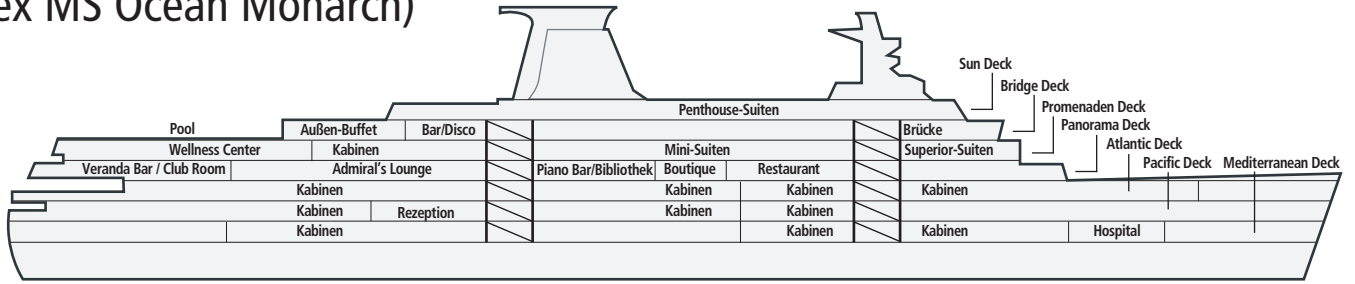 ex MS Ocean Monarch)
Sun Deck
Bridge Deck
Penthouse-Suiten
Promenaden Deck
Pool Außen-Buffet Bar/Disco Brücke
Panorama Deck
Wellness Center Kabinen Mini-Suiten Superior-Suiten
Atlantic Deck
Pacific Deck Mediterranean Deck
Veranda Bar / Club Room Admiral's Lounge Piano Bar/Bibliothek Boutique Restaurant
Kabinen Kabinen Kabinen Kabinen
Kabinen Rezeption Kabinen Kabinen
Kabinen Kabinen Kabinen Hospital